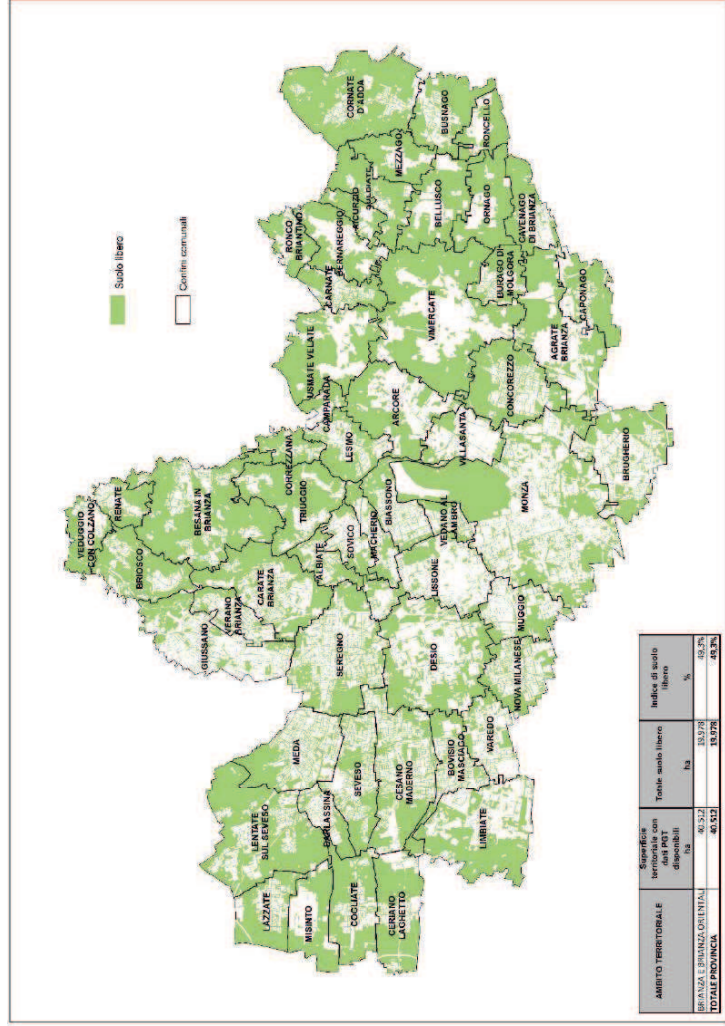 Suolo libero
Confini comunali
CORNATE
D'ADDA
BUSNAGO
RONCELLO
MEZZAGO
SULBIATE
AICURZIO
BELLUSCO
ORNAGO
CAVENAGO
DI BRIANZA
RONCO
BRIANTINO
BERNAREGGIO
CARNATE
BURAGO DI
MOLGORA
VIMERCATE
CAPONAGO
AGRATE
BRIANZA
USMATE VELATE
CAMPARADA
CONCOREZZO
ARCORE
LESMO
VILLASANTA
CORREZZANA
BRUGHERIO
MONZA
TRIUGGIO
BESANA IN
BRIANZA
RENATE
VEDUGGIO
CON COLZANO
BRIOSCO
BIASSONO
MACHERIO
SOVICO
ALBIATE
VEDANO AL
LAMBRO
LISSONE
CARATE
BRIANZA
VERANO
BRIANZA
GIUSSANO
MUGGIO
SEREGNO
DESIO
NOVA MILANESE
MEDA
SEVESO
CESANO
MADERNO
BOVISIO
MASCIAGO
VAREDO
LIMBIATE
BARLASSINA
LENTATE
SUL SEVESO
LAZZATE
MISINTO
COGLIATE
CERIANO
LAGHETTO
AMBITO TERRITORIALE
Superficie
territoriale con
dati PGT
disponibili
ha
Totale suolo libero
ha
Indice di suolo
libero
%
BRIANZA E BRIANZA ORIENTALE 40.512 19.978 49,3%
TOTALE PROVINCIA 40.512 19.978 49,3%